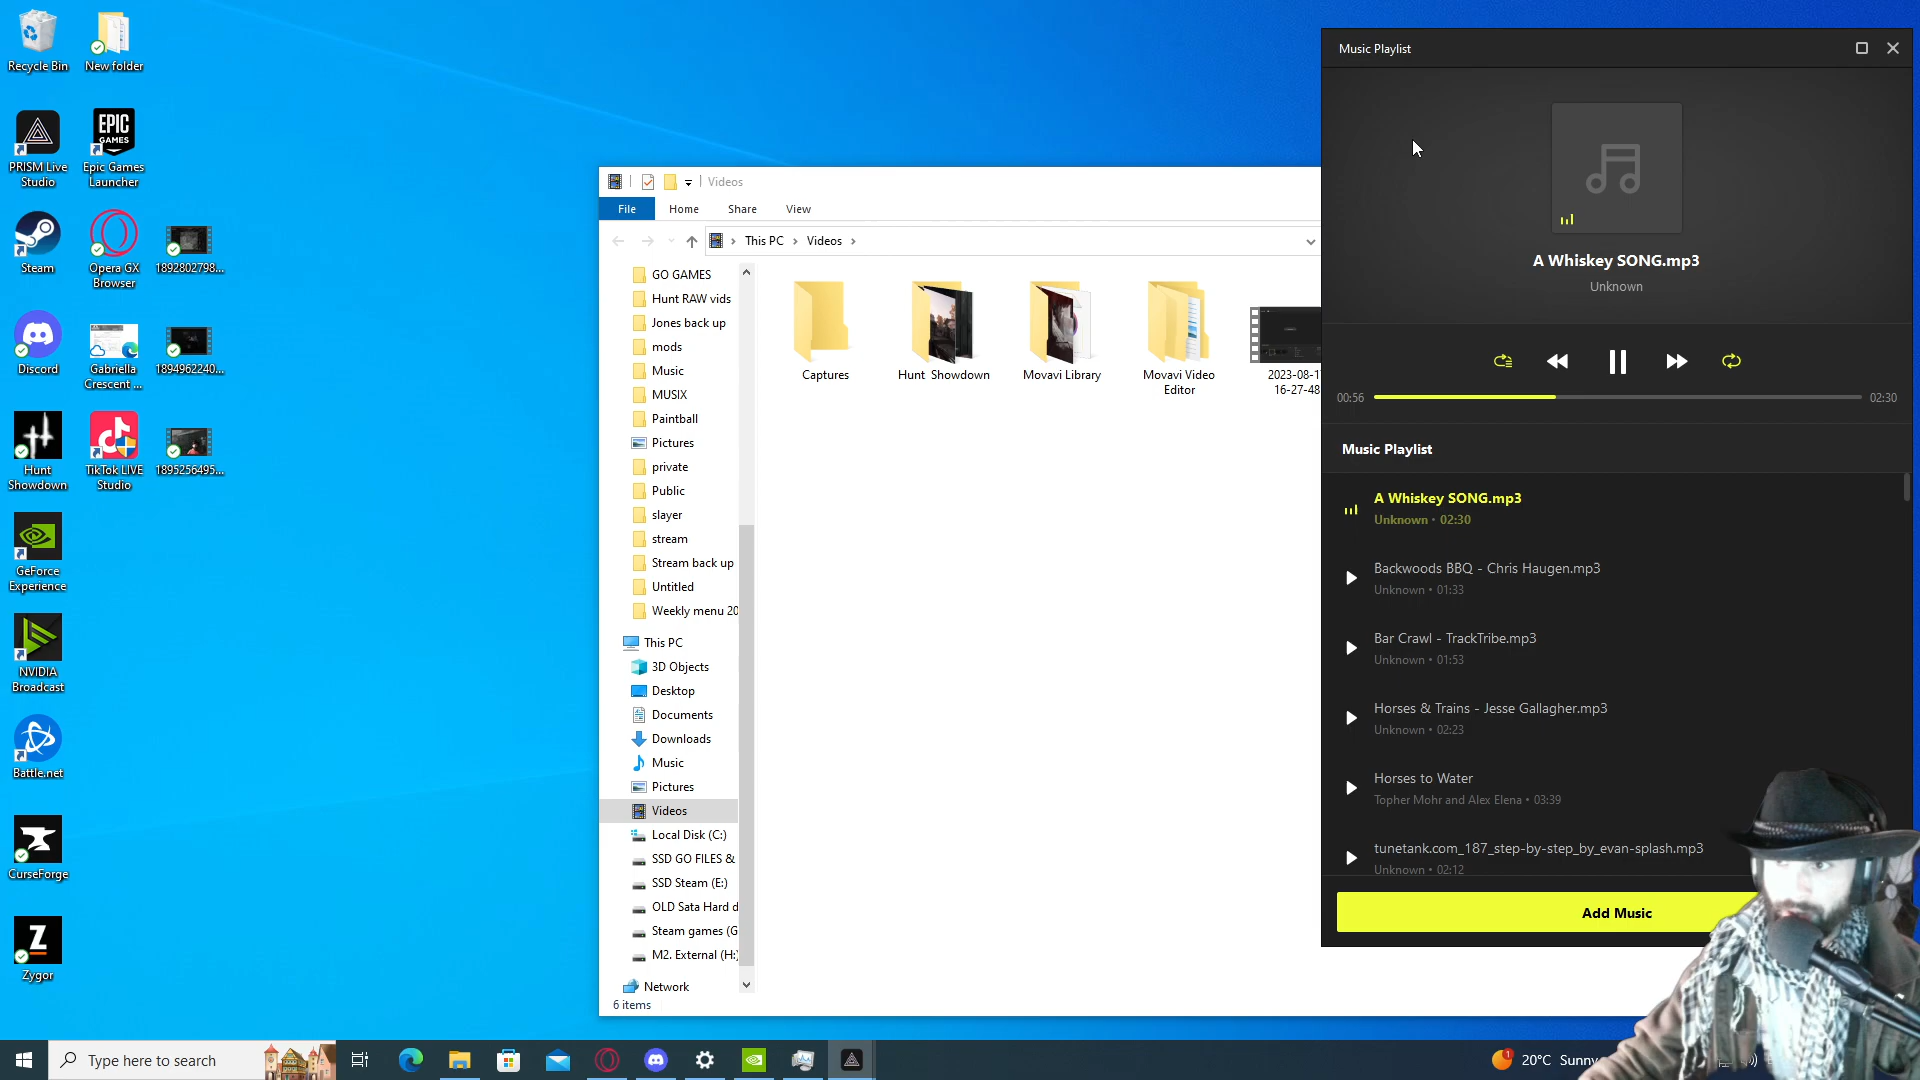 Recycle Bin
New folder
PRISM Live
Studio
EPIC
GAMES
Epic Games
Launcher
Steam
Opera GX
Browser
1892802798...
Discord
Gabriella
Crescent ...
1894962240...
Hunt
Showdown
TikTok LIVE
Studio
1895256495...
GeForce
Experience
NVIDIA
Broadcast
Battle.net
CurseForge
Z
Zygor
Videos
File
Home
Share
View
This PC
Videos
GO GAMES
Hunt RAW vids
Jones back up
mods
Music
MUSIX
Paintball
Pictures
private
Public
slayer
stream
Stream back up
Untitled
Weekly menu 20
This PC
3D Objects
Desktop
Documents
Downloads
Music
Pictures
Videos
Local Disk (C:)
SSD GO FILES &
SSD Steam (E:)
OLD Sata Hard d
Steam games (G
M2. External (H:)
Network
6 items
Captures
Hunt Showdown
Movavi Library
Movavi Video
Editor
2023-08-1
16-27-48
Music Playlist
A Whiskey SONG.mp3
Unknown
00:56
02:30
Music Playlist
A Whiskey SONG.mp3
Unknown • 02:30
Backwoods BBQ - Chris Haugen.mp3
Unknown • 01:33
Bar Crawl - TrackTribe.mp3
Unknown • 01:53
Horses & Trains - Jesse Gallagher.mp3
Unknown • 02:23
Horses to Water
Topher Mohr and Alex Elena • 03:39
tunetank.com_187_step-by-step_by_evan-splash.mp3
Unknown • 02:12
Add Music
Type here to search
1
20°C Sunny